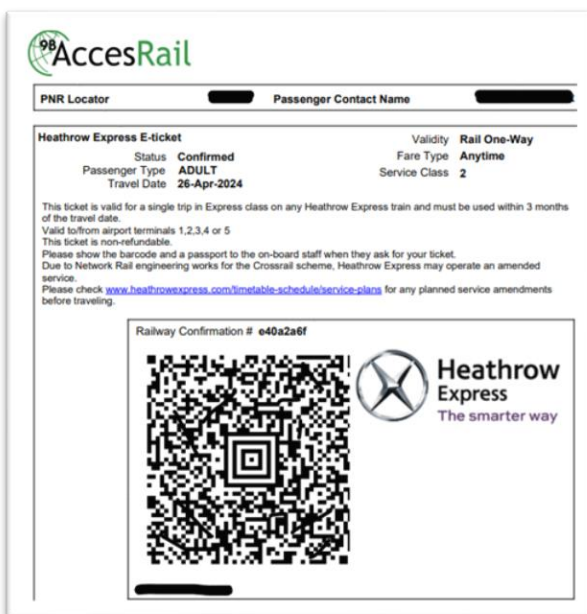 9B AccesRail
PNR Locator Passenger Contact Name
Heathrow Express E-ticket Validity Rail One-Way
Status Confirmed Fare Type Anytime
Passenger Type ADULT Service Class 2
Travel Date 26-Apr-2024
This ticket is valid for a single trip in Express class on any Heathrow Express train and must be used within 3 months
of the travel date.
Valid to/from airport terminals 1,2,3,4 or 5
This ticket is non-refundable.
Please show the barcode and a passport to the on-board staff when they ask for your ticket.
Due to Network Rail engineering works for the Crossrail scheme, Heathrow Express may operate an amended
service.
Please check www.heathrowexpress.com/timetable-schedule/service-plans for any planned service amendments
before traveling.
Railway Confirmation # e40a2a6f
Heathrow
Express
The smarter way